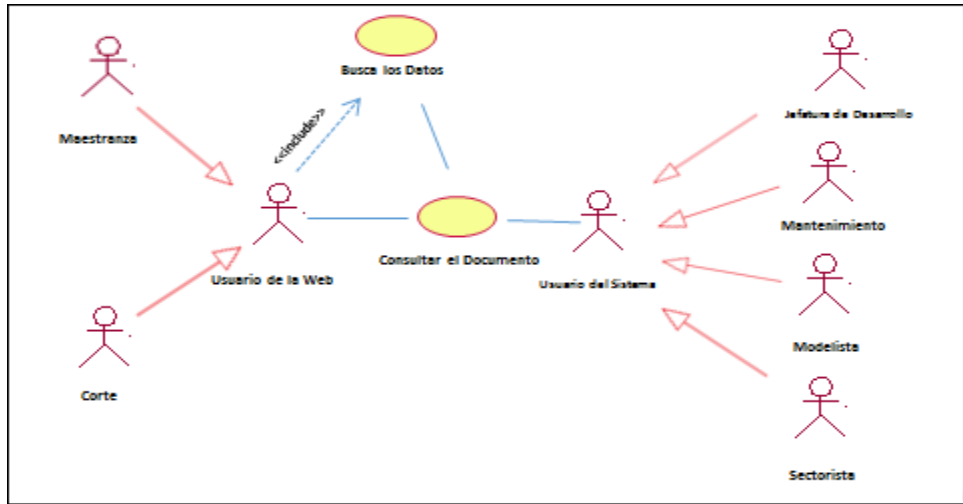 Busca los Datos
Maestranza
<<include>>
Jefatura de Desarrollo
Mantenimiento
Consultar el Documento
Usuario de la Web
Usuario del Sistema
Modelista
Corte
Sectorista